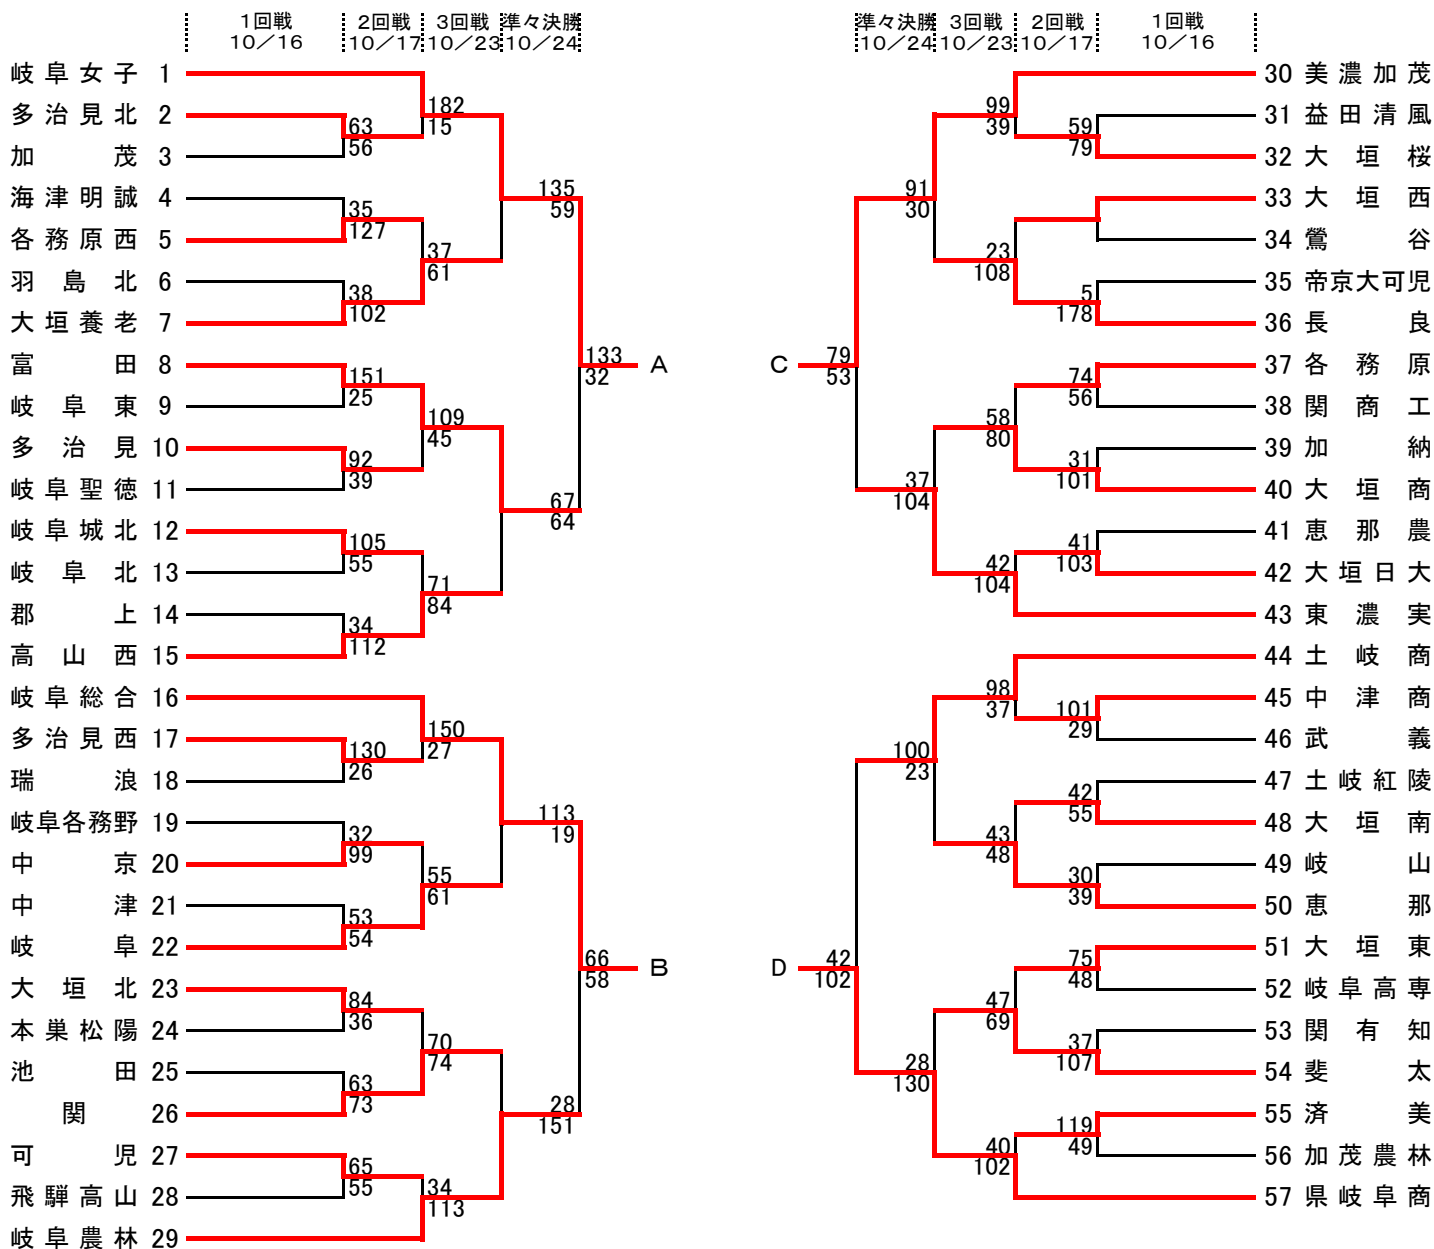 1回戦 2回戦 3回戦 準々決勝
10／16 10／17 10／23 10／24
準々決勝 3回戦 2回戦 1回戦
10／24 10／23 10／17 10／16
岐阜女子 1
多治見北 2
加茂 3
海津明誠 4
各務原西 5
羽島北 6
大垣養老 7
富田 8
岐阜東 9
多治見 10
岐阜聖徳 11
岐阜城北 12
岐阜北 13
郡上 14
高山西 15
岐阜総合 16
多治見西 17
瑞浪 18
岐阜各務野 19
中京 20
中津 21
岐阜 22
大垣北 23
本巣松陽 24
池田 25
関 26
可児 27
飛騨高山 28
岐阜農林 29
63
56
35
127
38
102
151
25
92
39
105
55
34
112
130
26
32
99
53
54
84
36
63
73
65
55
182
15
37
61
109
45
71
84
150
27
55
61
70
74
34
113
135
59
67
64
113
19
28
151
133
32
A
66
58
B
C
79
53
D
42
102
91
30
37
104
100
23
28
130
99
39
23
108
58
80
42
104
98
37
43
48
47
69
40
102
59
79
5
178
74
56
31
101
41
103
101
29
42
55
30
39
75
48
37
107
119
49
30 美濃加茂
31 益田清風
32 大垣桜
33 大垣西
34 鶯谷
35 帝京大可児
36 長良
37 各務原
38 関商工
39 加納
40 大垣商
41 恵那農
42 大垣日大
43 東濃実
44 土岐商
45 中津商
46 武義
47 土岐紅陵
48 大垣南
49 岐山
50 恵那
51 大垣東
52 岐阜高専
53 関有知
54 斐太
55 済美
56 加茂農林
57 県岐阜商